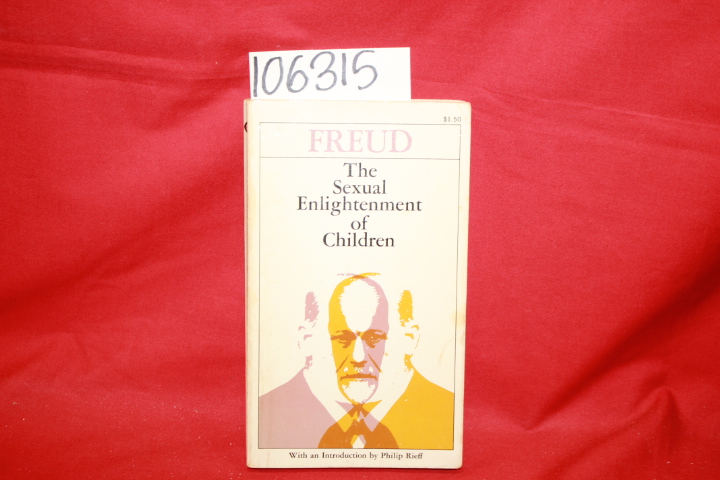 106315
$1.50
FREUD
The
Sexual
Enlightenment
of
Children
With an Introduction by Philip Rieff